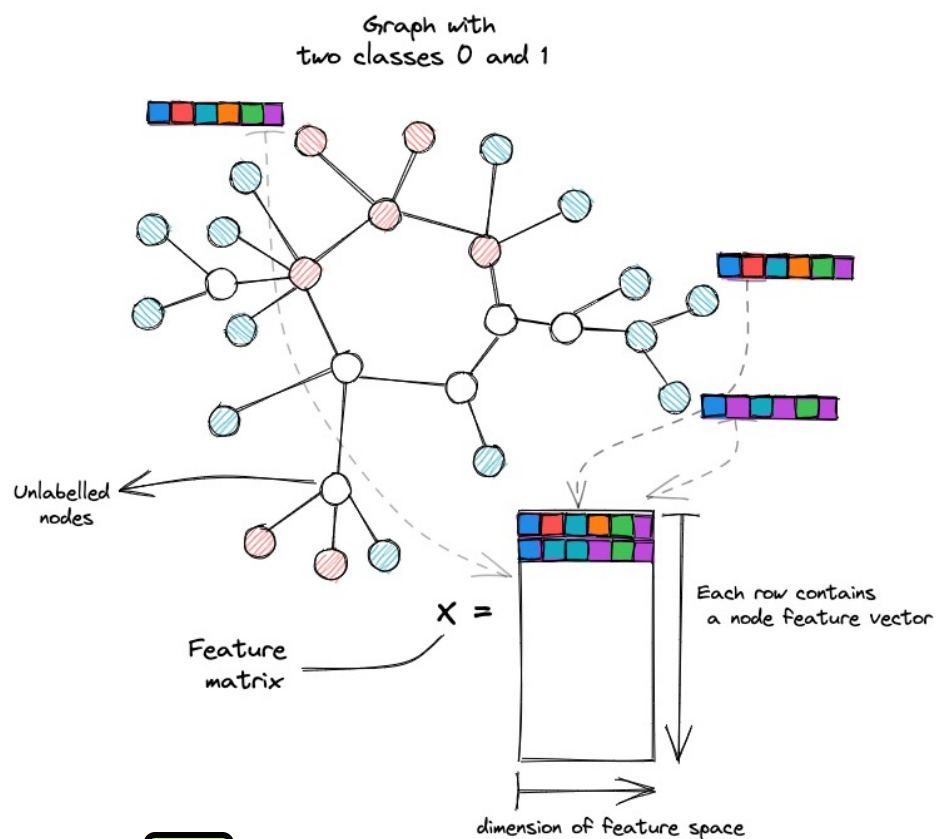 Graph with
two classes 0 and 1
Unlabelled
nodes
X =
Feature
matrix
Each row contains
a node feature vector
dimension of feature space